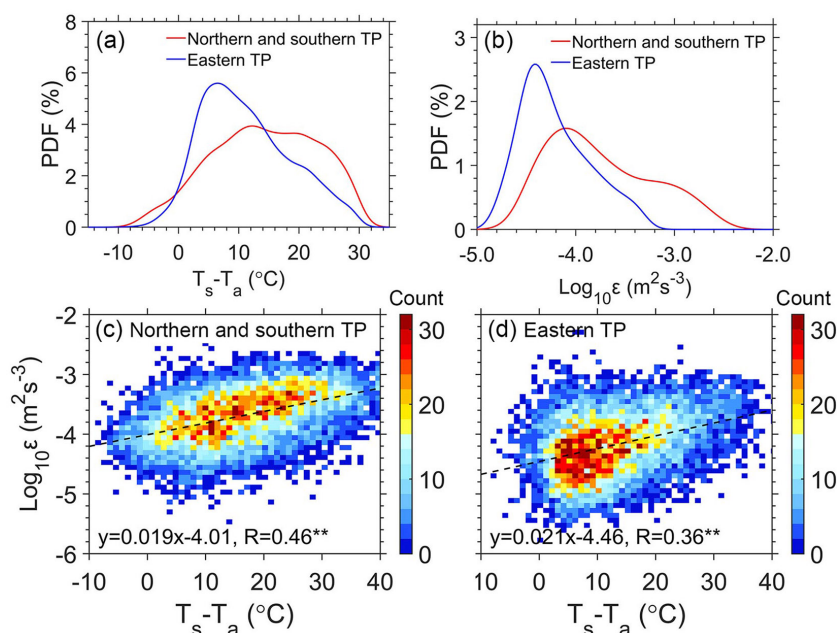 (a)
Northern and southern TP
Eastern TP
PDF (%)
8
6
4
2
0
-10 0 10 20 30
Ts-Ta (°C)
(b)
Northern and southern TP
Eastern TP
PDF (%)
3
2
1
0
-5.0 -4.0 -3.0 -2.0
Log10ε (m2s-3)
(c) Northern and southern TP
Count
30
20
10
0
Log10ε (m2s-3)
-2
-3
-4
-5
-6
y=0.019x-4.01, R=0.46**
-10 0 10 20 30 40
Ts-Ta (°C)
(d) Eastern TP
Count
30
20
10
0
y=0.021x-4.46, R=0.36**
10 0 10 20 30 40
Ts-Ta (°C)